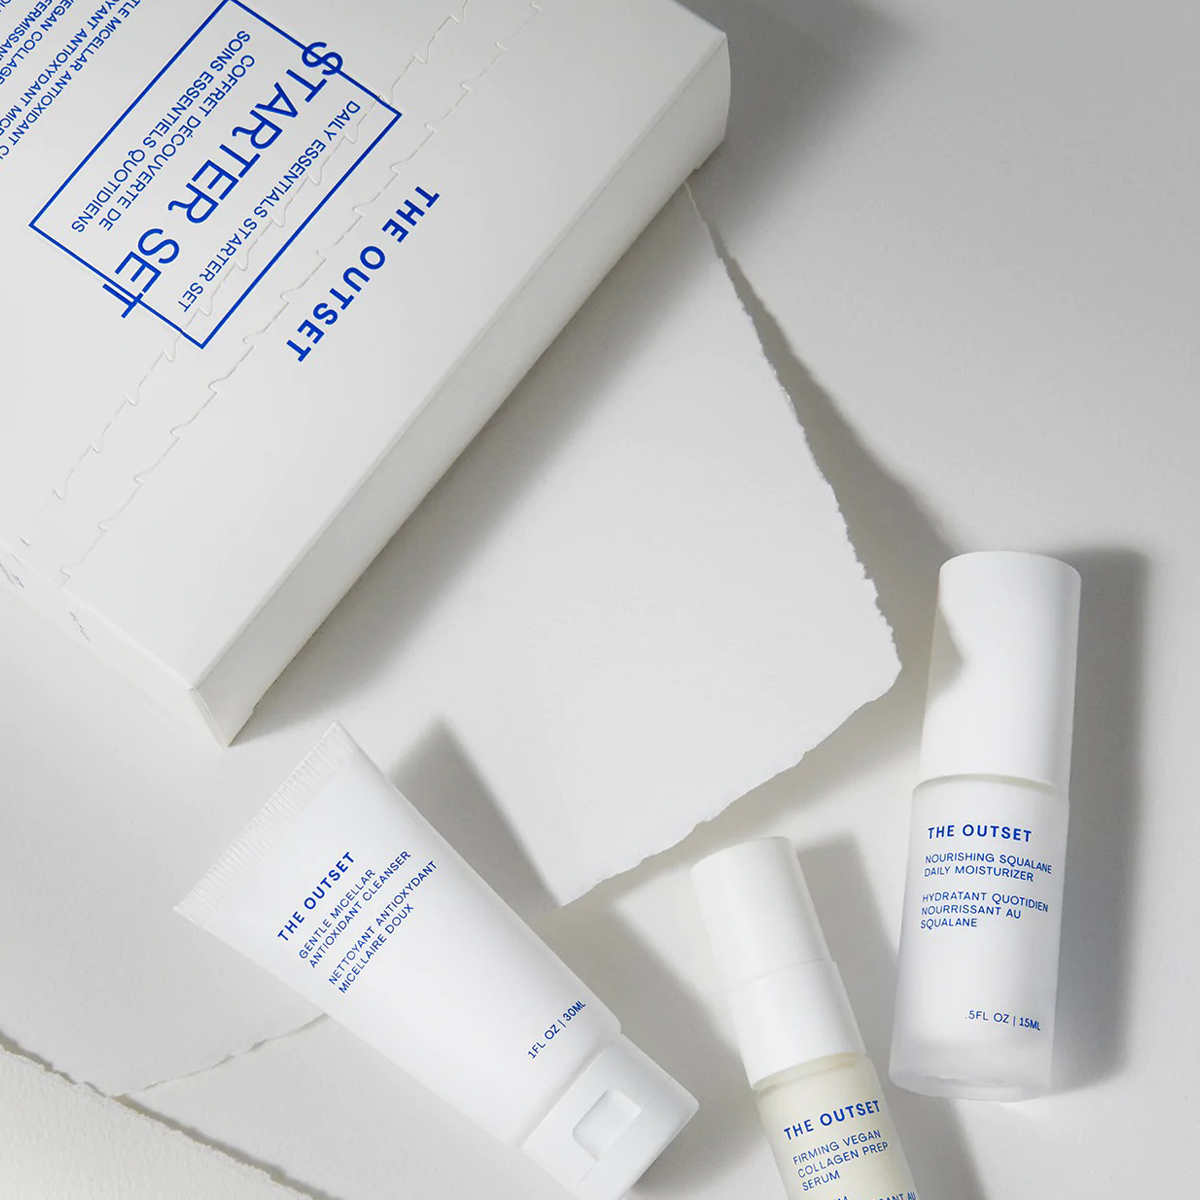 THE OUTSET
DAILY ESSENTIALS STARTER SET
STARTER SET
COFFRET DÉCOUVERTE DE
SOINS ESSENTIELS QUOTIDIENS
THE OUTSET
GENTLE MICELLAR
ANTIOXIDANT CLEANSER
NETTOYANT ANTIOXYDANT
MICELLAIRE DOUX
1FL OZ | 30ML
THE OUTSET
FIRMING VEGAN
COLLAGEN PREP
SERUM
THE OUTSET
NOURISHING SQUALANE
DAILY MOISTURIZER
HYDRATANT QUOTIDIEN
NOURRISSANT AU
SQUALANE
.5FL OZ | 15ML